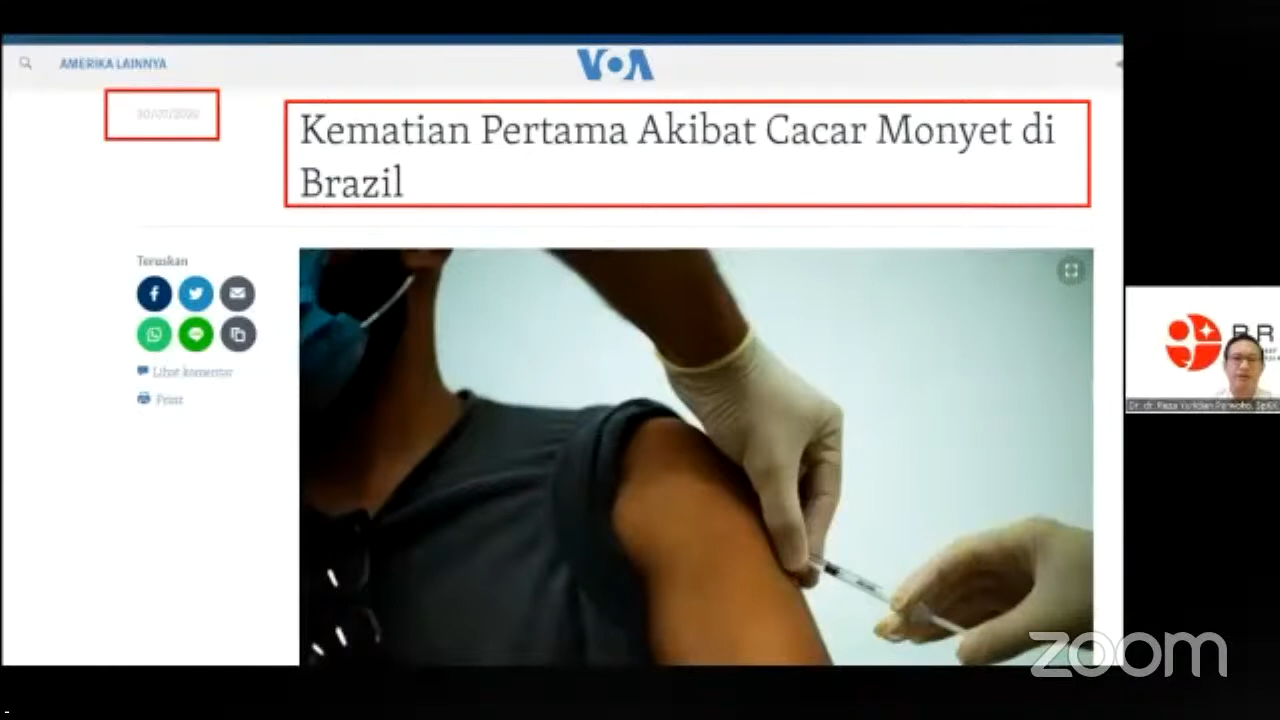 AMERIKA LAINNYA
VOA
Kematian Pertama Akibat Cacar Monyet di
Brazil
Teruskan
Lihat komentar
Print
zoom